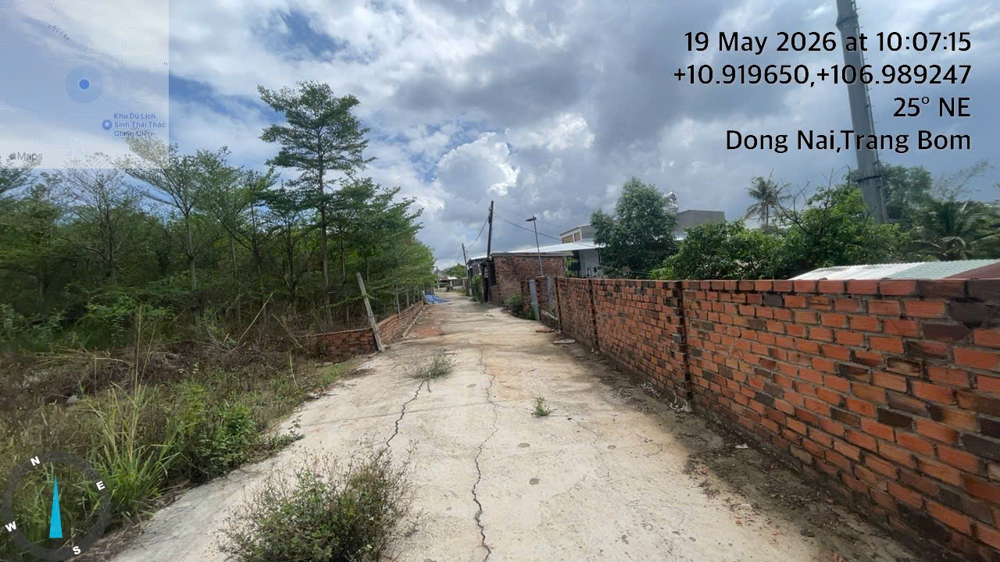 19 May 2026 at 10:07:15
+10.919650,+106.989247
25° NE
Dong Nai,Trang Bom
Khu Du Lịch
Sinh Thái Thác
Giang Điền
Maps
N
E
W
S